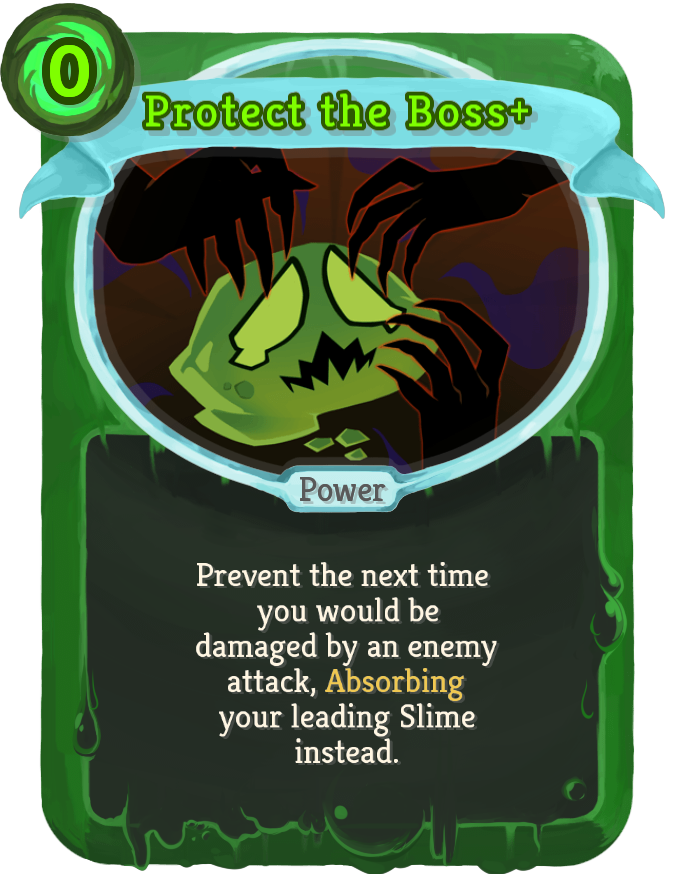 0
Protect the Boss+
Power
Prevent the next time
you would be
damaged by an enemy
attack, Absorbing
your leading Slime
instead.